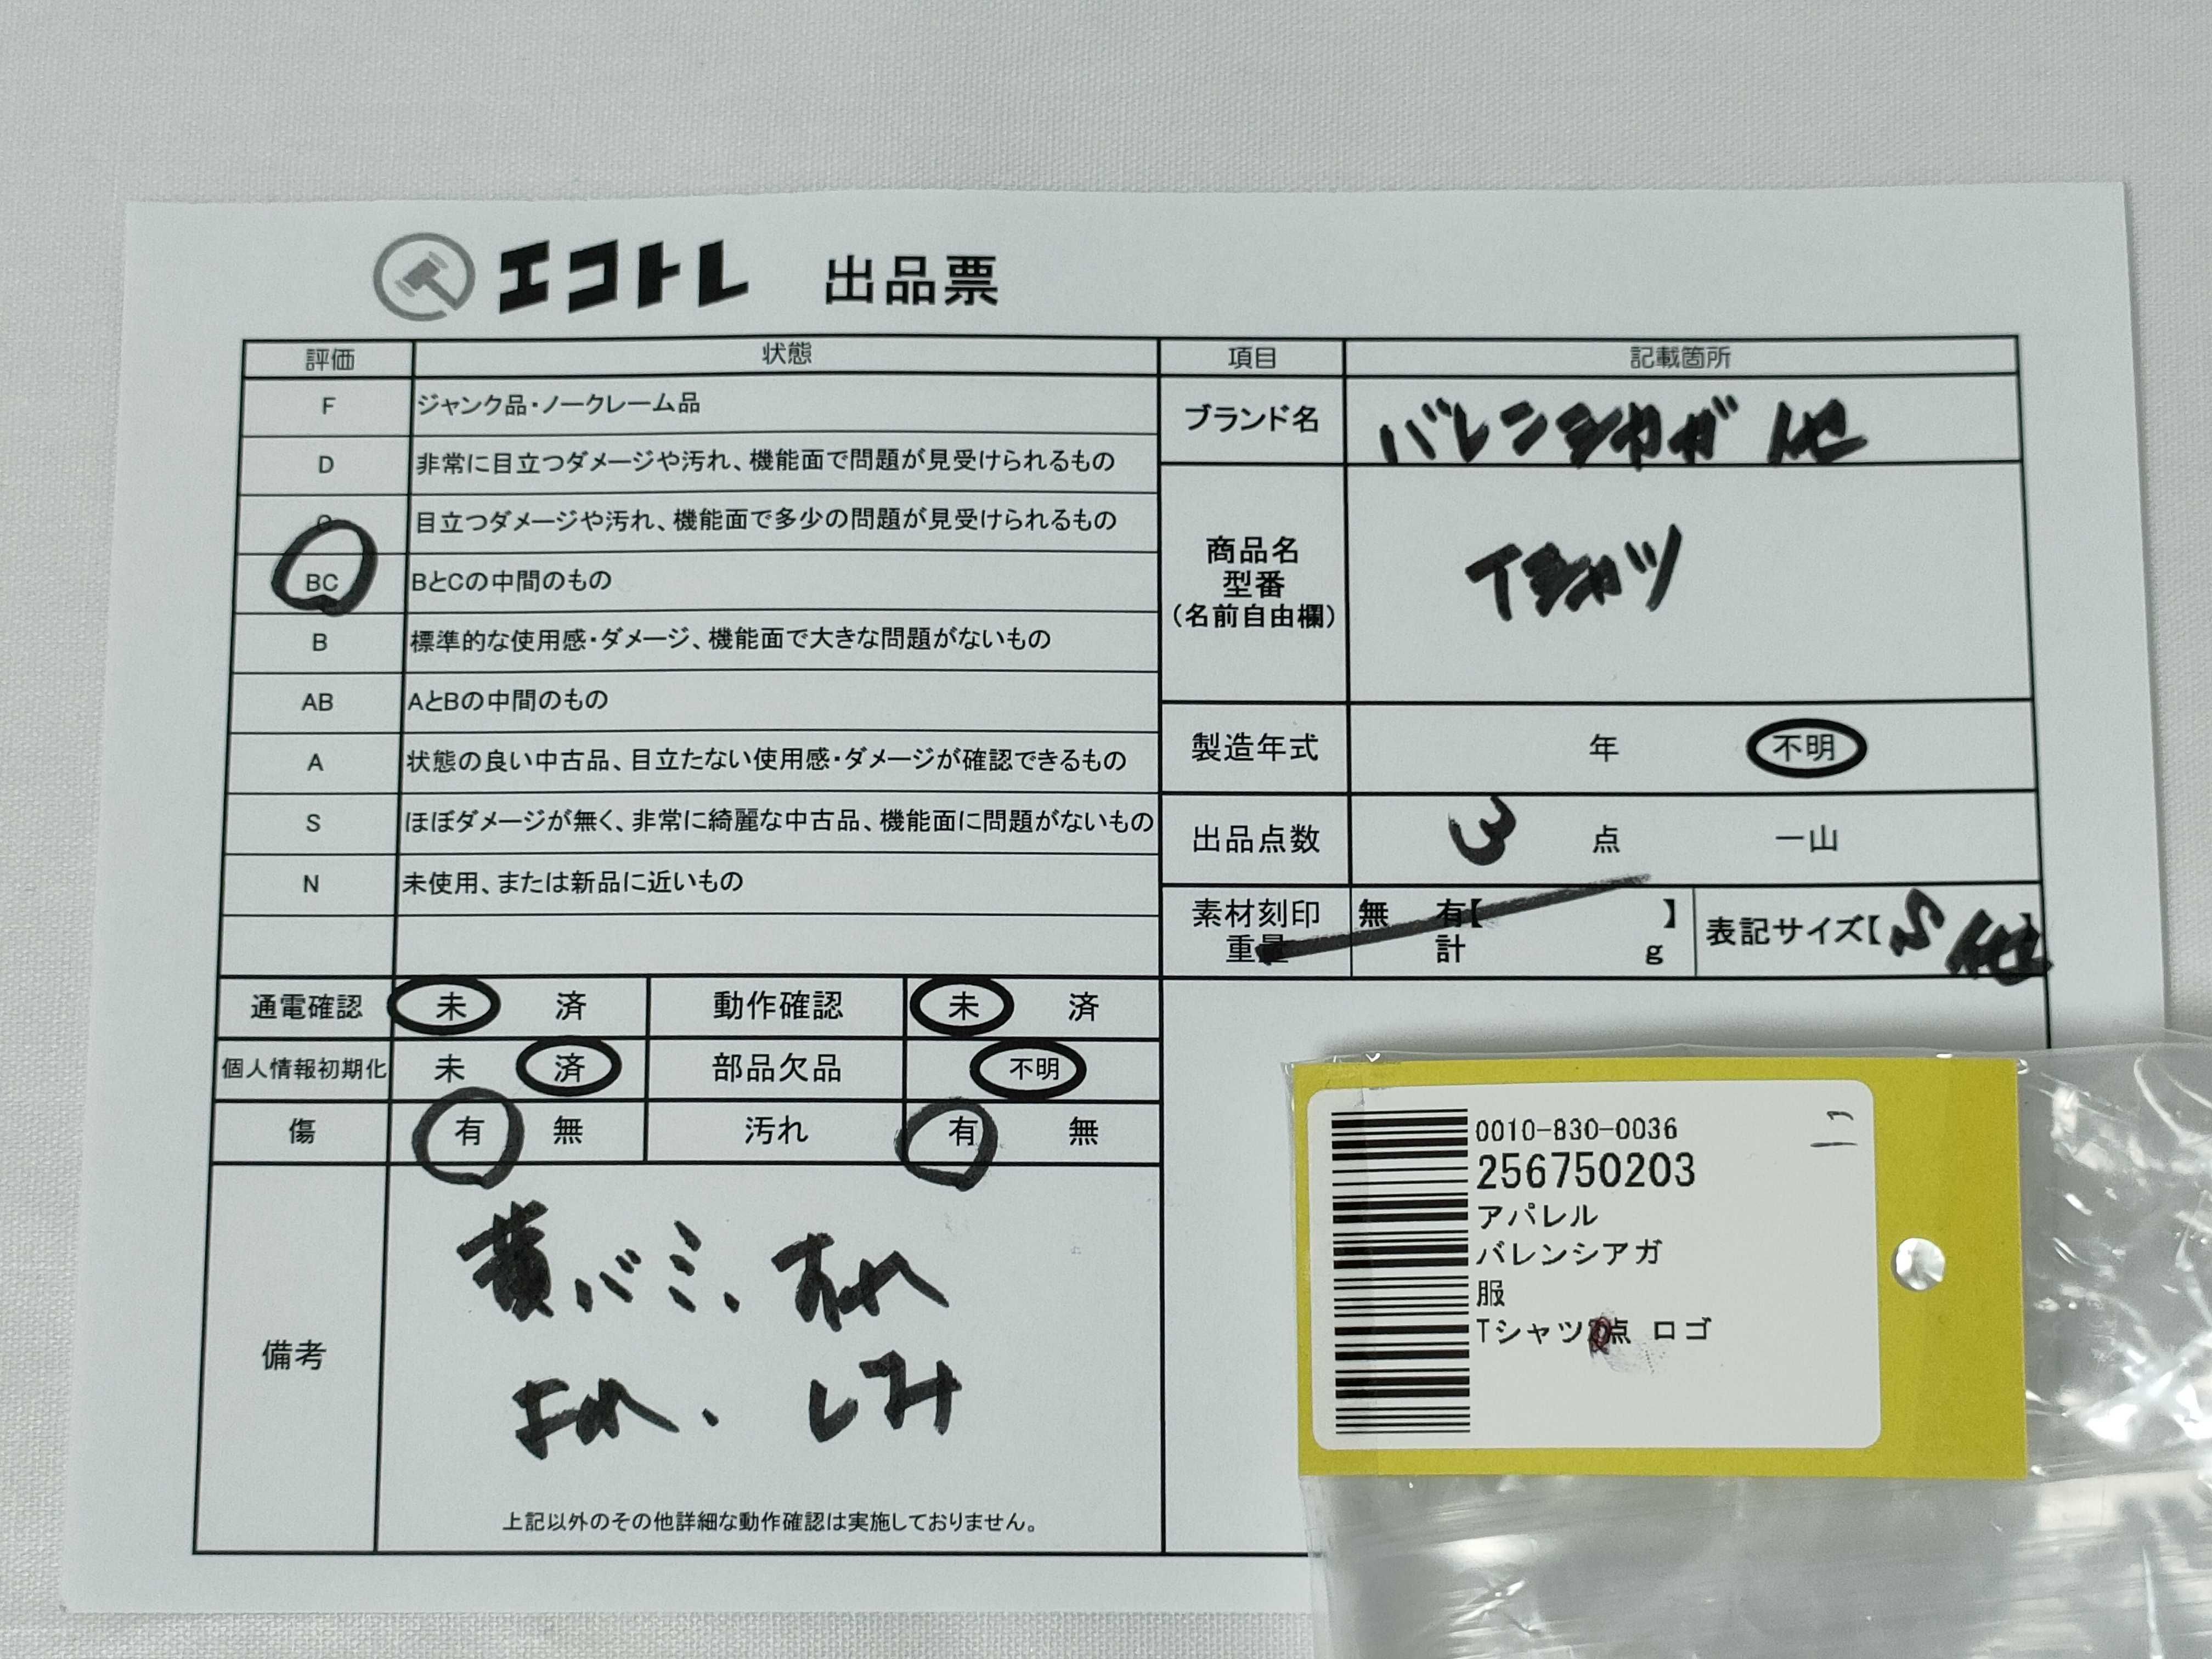 エコトレ 出品票
評価 状態 項目 記載箇所
F ジャンク品・ノークレーム品
D 非常に目立つダメージや汚れ、機能面で問題が見受けられるもの
C 目立つダメージや汚れ、機能面で多少の問題が見受けられるもの
BC BとCの中間のもの
B 標準的な使用感・ダメージ、機能面で大きな問題がないもの
AB AとBの中間のもの
A 状態の良い中古品、目立たない使用感・ダメージが確認できるもの
S ほぼダメージが無く、非常に綺麗な中古品、機能面に問題がないもの
N 未使用、または新品に近いもの
ブランド名 バレンシヤガ 他
商品名
型番
(名前自由欄)
Tシャツ
製造年式 年 不明
出品点数 3 点 一山
素材刻印 無 有【 】
重量 計 g
表記サイズ【S 他】
通電確認 未 済 動作確認 未 済
個人情報初期化 未 済 部品欠品 不明
傷 有 無 汚れ 有 無
備考
黄バミ、すれ
よれ、しみ
上記以外のその他詳細な動作確認は実施しておりません。
0010-830-0036
256750203
アパレル
バレンシアガ
服
Tシャツ 点 ロゴ